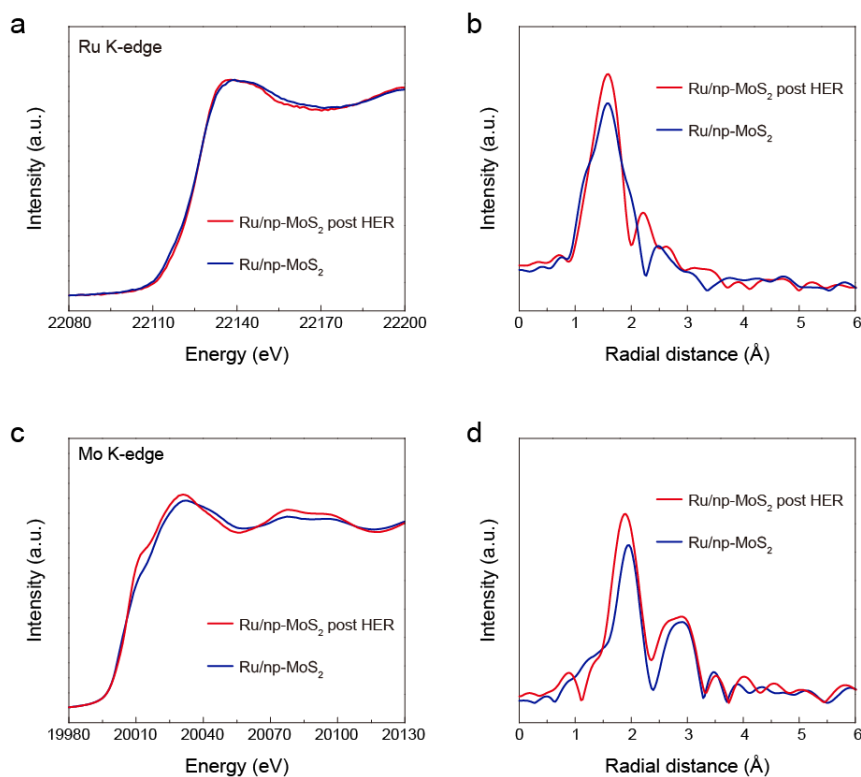 a
Ru K-edge
Intensity (a.u.)
Ru/np-MoS₂ post HER
Ru/np-MoS₂
22080 22110 22140 22170 22200
Energy (eV)
b
Intensity (a.u.)
Ru/np-MoS₂ post HER
Ru/np-MoS₂
0 1 2 3 4 5 6
Radial distance (Å)
c
Mo K-edge
Intensity (a.u.)
Ru/np-MoS₂ post HER
Ru/np-MoS₂
19980 20010 20040 20070 20100 20130
Energy (eV)
d
Intensity (a.u.)
Ru/np-MoS₂ post HER
Ru/np-MoS₂
0 1 2 3 4 5 6
Radial distance (Å)